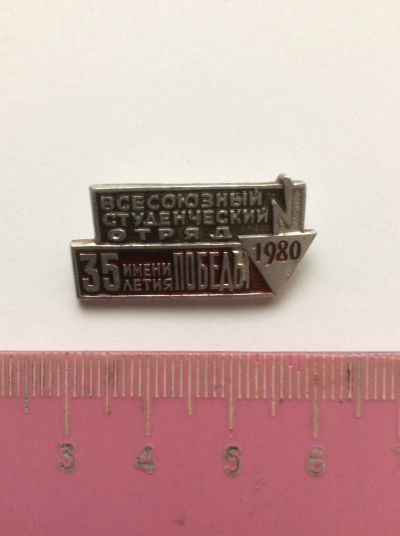 ВСЕСОЮЗНЫЙ
СТУДЕНЧЕСКИЙ
ОТРЯД
35 ИМЕНИ
ЛЕТИЯ ПОБЕДЫ
1980
3 4 5 6